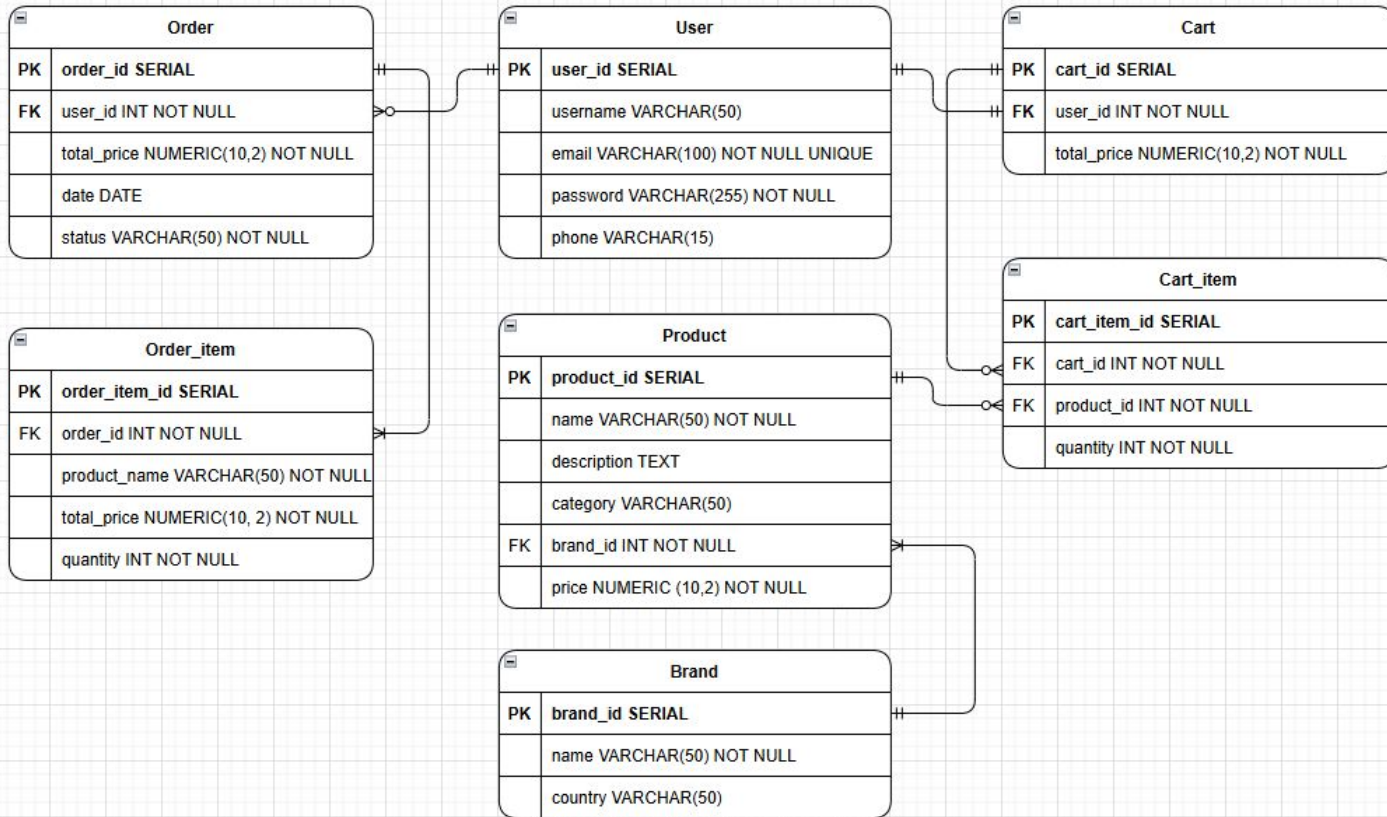 Order
PK order_id SERIAL
FK user_id INT NOT NULL
total_price NUMERIC(10,2) NOT NULL
date DATE
status VARCHAR(50) NOT NULL
User
PK user_id SERIAL
username VARCHAR(50)
email VARCHAR(100) NOT NULL UNIQUE
password VARCHAR(255) NOT NULL
phone VARCHAR(15)
Cart
PK cart_id SERIAL
FK user_id INT NOT NULL
total_price NUMERIC(10,2) NOT NULL
Order_item
PK order_item_id SERIAL
FK order_id INT NOT NULL
product_name VARCHAR(50) NOT NULL
total_price NUMERIC(10, 2) NOT NULL
quantity INT NOT NULL
Product
PK product_id SERIAL
name VARCHAR(50) NOT NULL
description TEXT
category VARCHAR(50)
FK brand_id INT NOT NULL
price NUMERIC (10,2) NOT NULL
Cart_item
PK cart_item_id SERIAL
FK cart_id INT NOT NULL
FK product_id INT NOT NULL
quantity INT NOT NULL
Brand
PK brand_id SERIAL
name VARCHAR(50) NOT NULL
country VARCHAR(50)